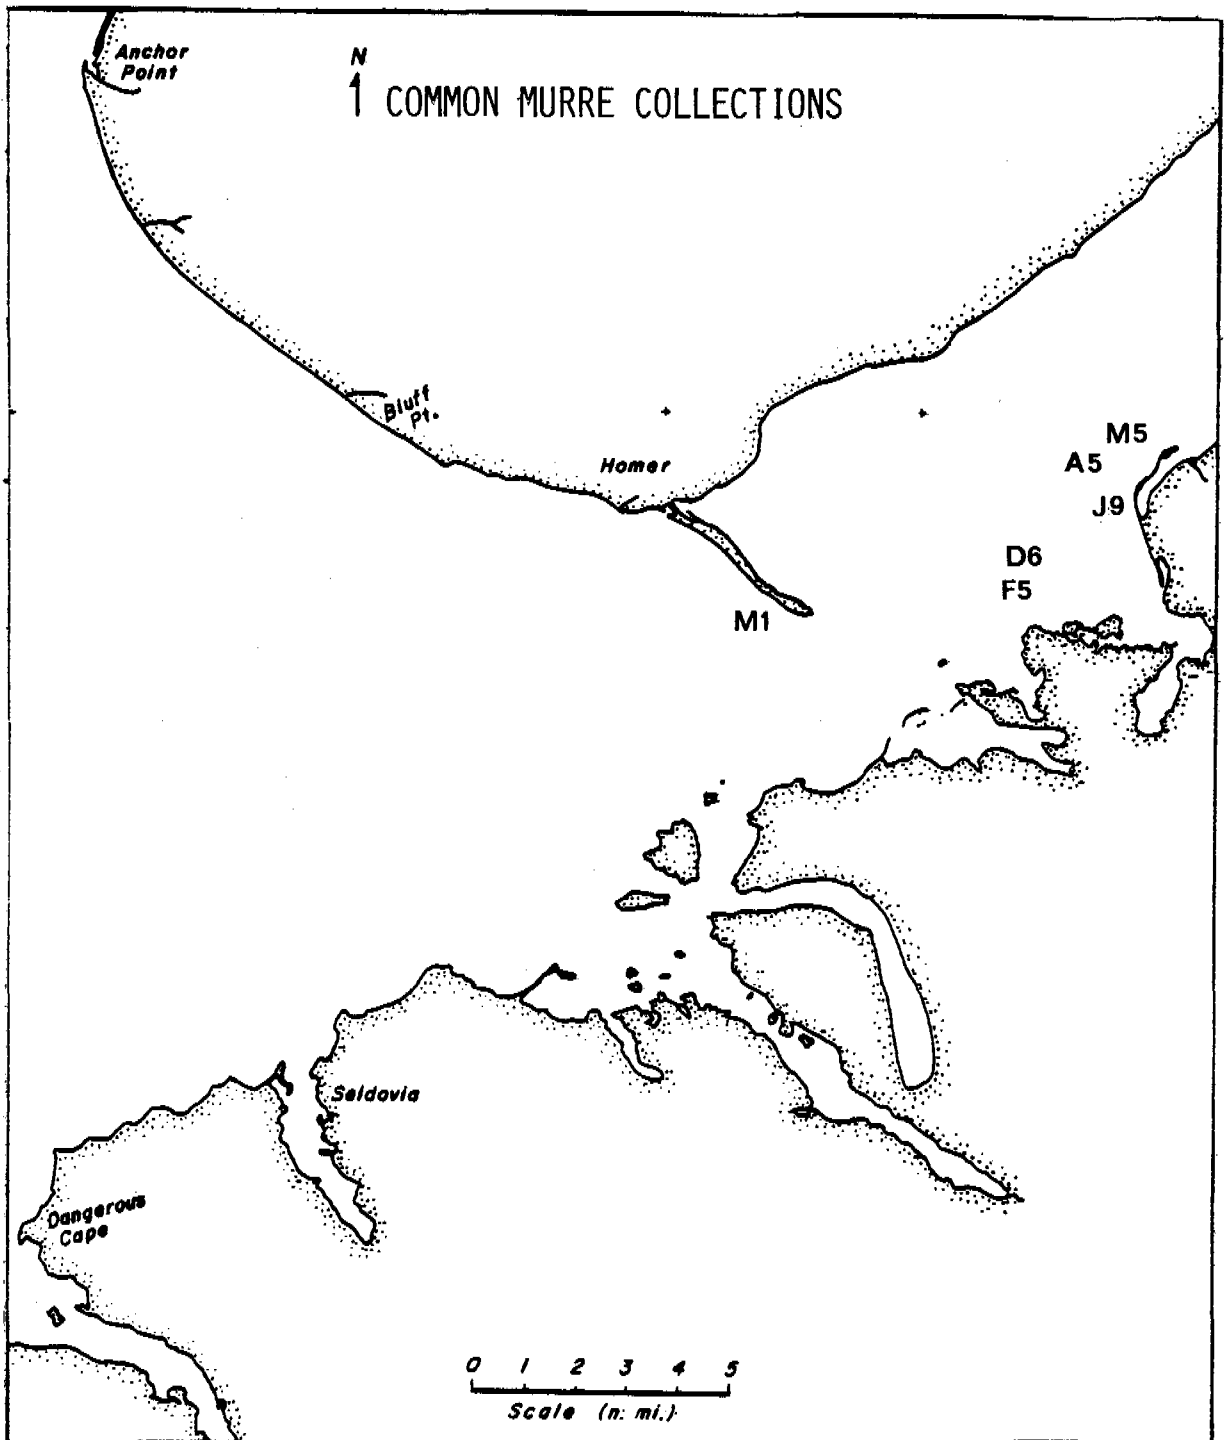 Anchor
Point
N
COMMON MURRE COLLECTIONS
Bluff
Pt.
Homer
M5
A5
J9
D6
F5
M1
Seldovia
Dangerous
Cape
0 1 2 3 4 5
Scale (n. mi.)